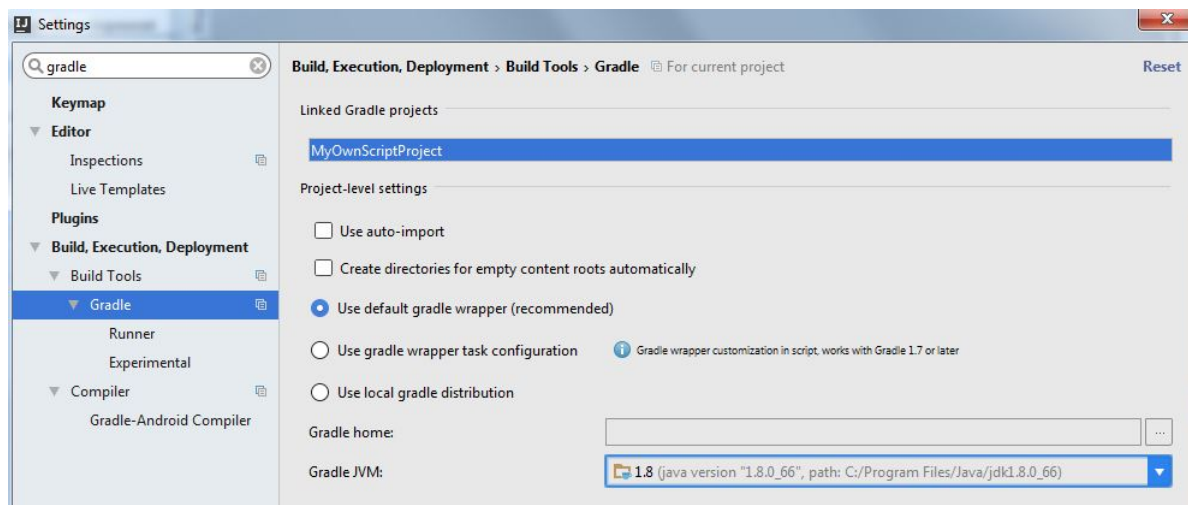 Settings
gradle
Keymap
Editor
Inspections
Live Templates
Plugins
Build, Execution, Deployment
Build Tools
Gradle
Runner
Experimental
Compiler
Gradle-Android Compiler
Build, Execution, Deployment › Build Tools › Gradle For current project Reset
Linked Gradle projects
MyOwnScriptProject
Project-level settings
Use auto-import
Create directories for empty content roots automatically
Use default gradle wrapper (recommended)
Use gradle wrapper task configuration Gradle wrapper customization in script, works with Gradle 1.7 or later
Use local gradle distribution
Gradle home: ...
Gradle JVM: 1.8 (java version "1.8.0_66", path: C:/Program Files/Java/jdk1.8.0_66)